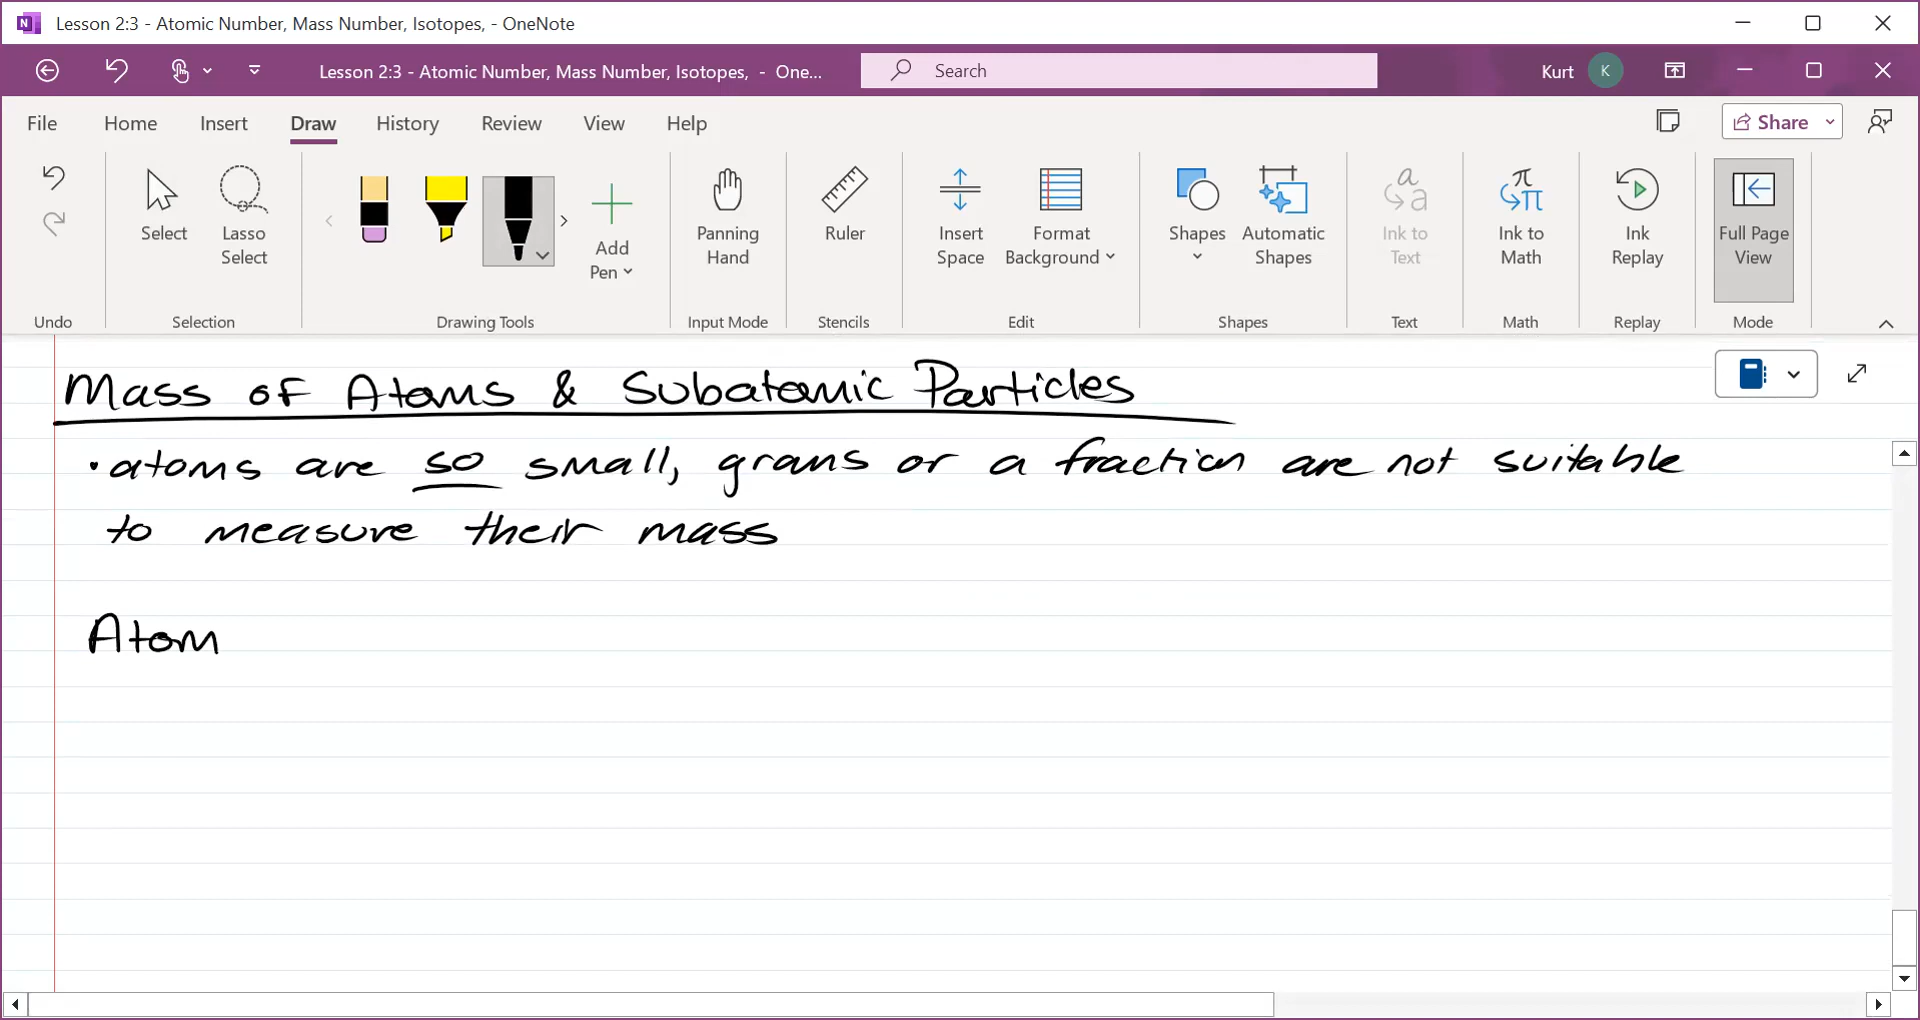 Lesson 2:3 - Atomic Number, Mass Number, Isotopes, - OneNote
Lesson 2:3 - Atomic Number, Mass Number, Isotopes, - One...
Search
Kurt K
File Home Insert Draw History Review View Help
Share
Select
Lasso Select
Add Pen
Panning Hand
Ruler
Insert Space
Format Background
Shapes
Automatic Shapes
Ink to Text
Ink to Math
Ink Replay
Full Page View
Undo Selection Drawing Tools Input Mode Stencils Edit Shapes Text Math Replay Mode
Mass of Atoms & Subatomic Particles
• atoms are so small, grams or a fraction are not suitable
to measure their mass
Atom